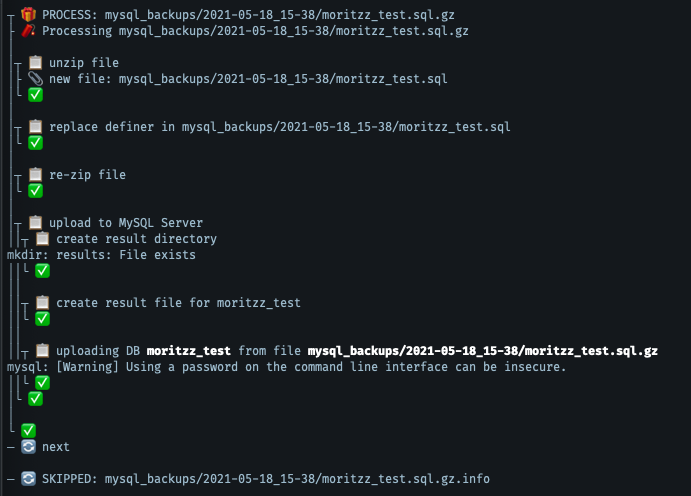 PROCESS: mysql_backups/2021-05-18_15-38/moritzz_test.sql.gz
Processing mysql_backups/2021-05-18_15-38/moritzz_test.sql.gz
unzip file
new file: mysql_backups/2021-05-18_15-38/moritzz_test.sql
replace definer in mysql_backups/2021-05-18_15-38/moritzz_test.sql
re-zip file
upload to MySQL Server
create result directory
mkdir: results: File exists
create result file for moritzz_test
uploading DB moritzz_test from file mysql_backups/2021-05-18_15-38/moritzz_test.sql.gz
mysql: [Warning] Using a password on the command line interface can be insecure.
next
SKIPPED: mysql_backups/2021-05-18_15-38/moritzz_test.sql.gz.info